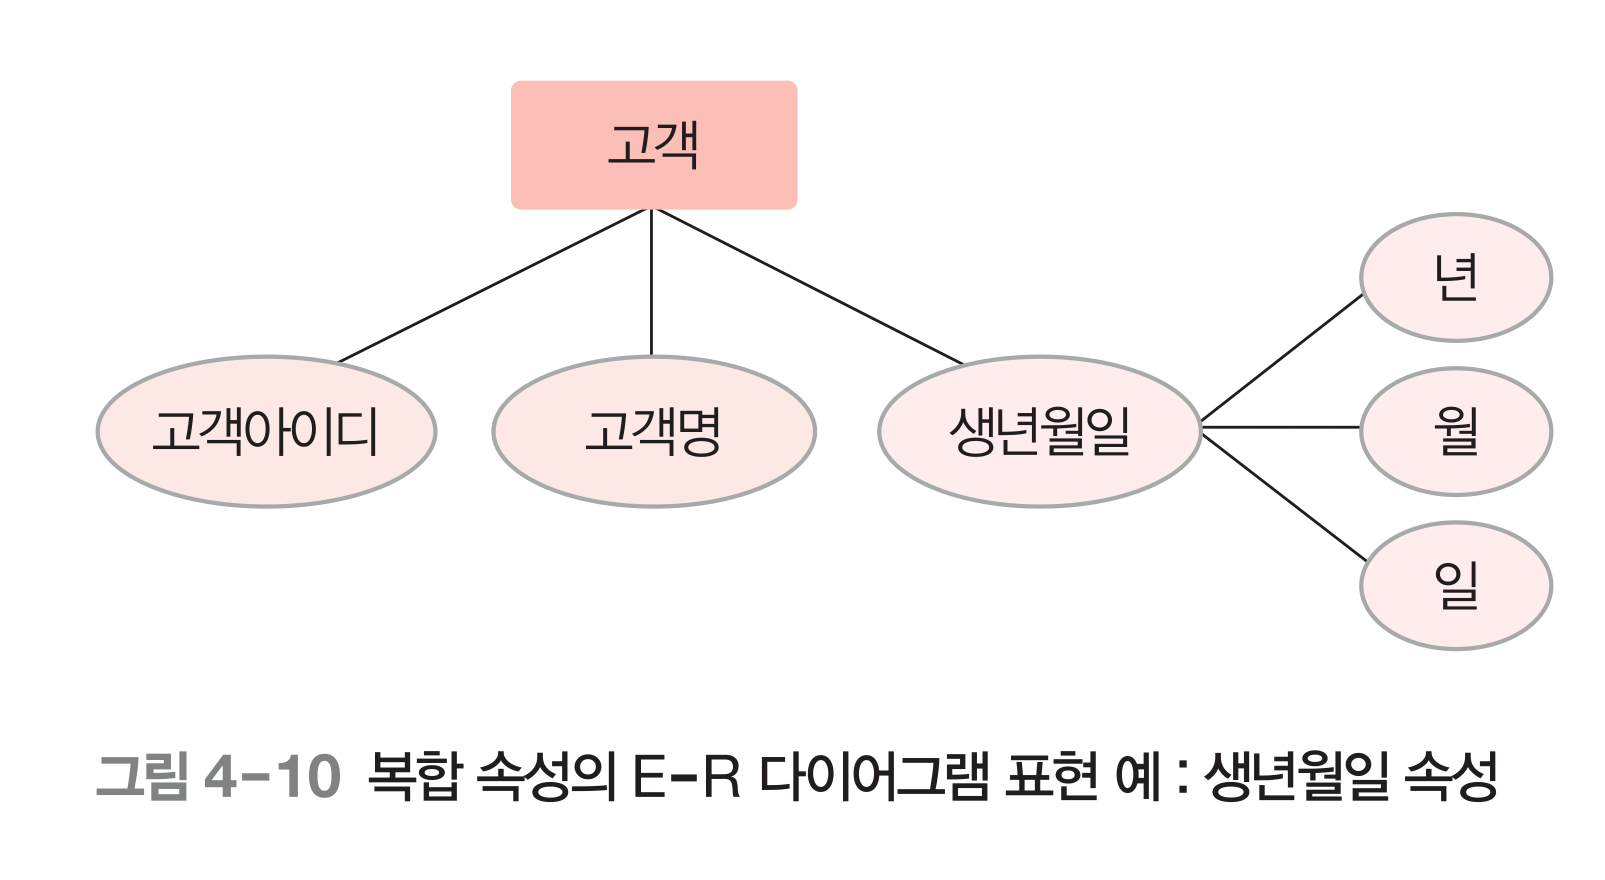 고객
고객아이디
고객명
생년월일
년
월
일
그림 4-10 복합 속성의 E-R 다이어그램 표현 예 : 생년월일 속성